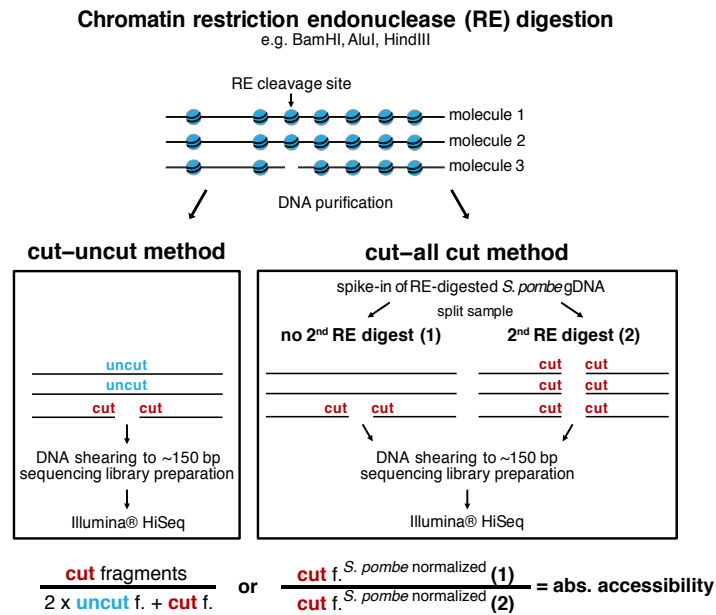 Chromatin restriction endonuclease (RE) digestion
e.g. BamHI, AluI, HindIII
RE cleavage site
molecule 1
molecule 2
molecule 3
DNA purification
cut–uncut method
uncut
uncut
cut cut
DNA shearing to ~150 bp
sequencing library preparation
Illumina® HiSeq
cut–all cut method
spike-in of RE-digested S. pombe gDNA
split sample
no 2nd RE digest (1) 2nd RE digest (2)
cut cut
cut cut
cut cut cut cut
DNA shearing to ~150 bp
sequencing library preparation
Illumina® HiSeq
cut fragments
2 x uncut f. + cut f.
or
cut f. S. pombe normalized (1)
cut f. S. pombe normalized (2)
= abs. accessibility